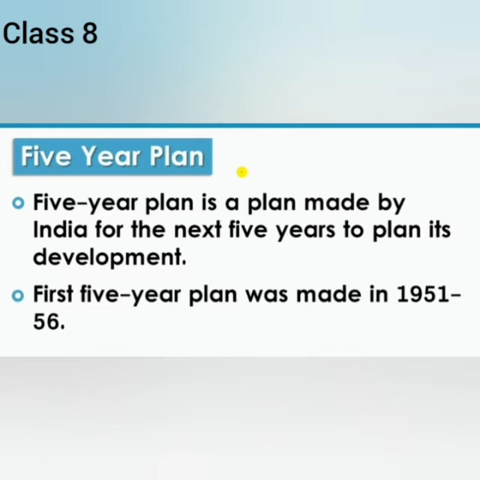 Class 8
Five Year Plan
Five-year plan is a plan made by
India for the next five years to plan its
development.
First five-year plan was made in 1951-
56.